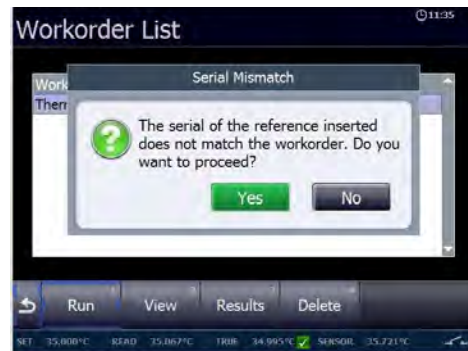 Workorder List
11:35
Serial Mismatch
Work
Ther
The serial of the reference inserted
does not match the workorder. Do you
want to proceed?
Yes
No
Run
View
Results
Delete
SET 35.000°C READ 35.067°C TRUE 34.995°C SENSOR 35.721°C